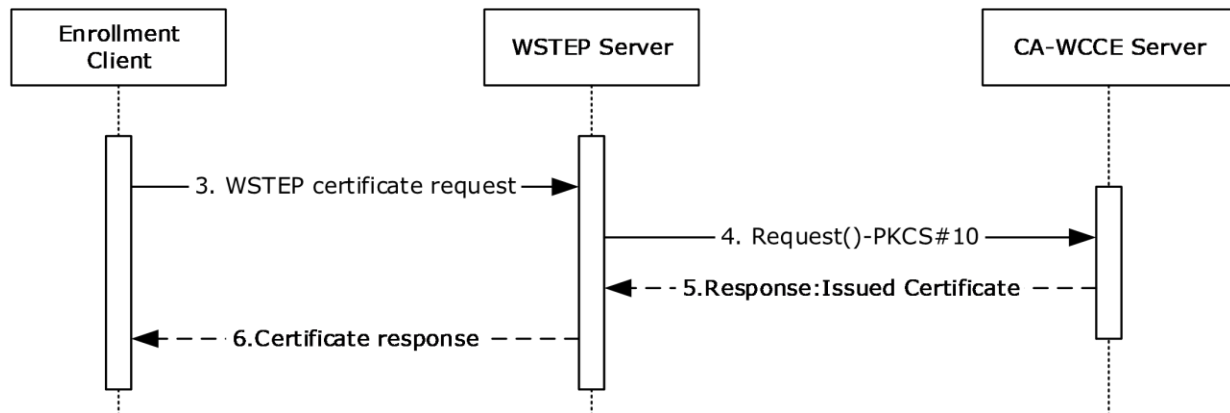 Enrollment
Client
WSTEP Server
CA-WCCE Server
3. WSTEP certificate request
4. Request()-PKCS#10
5.Response:Issued Certificate
6.Certificate response